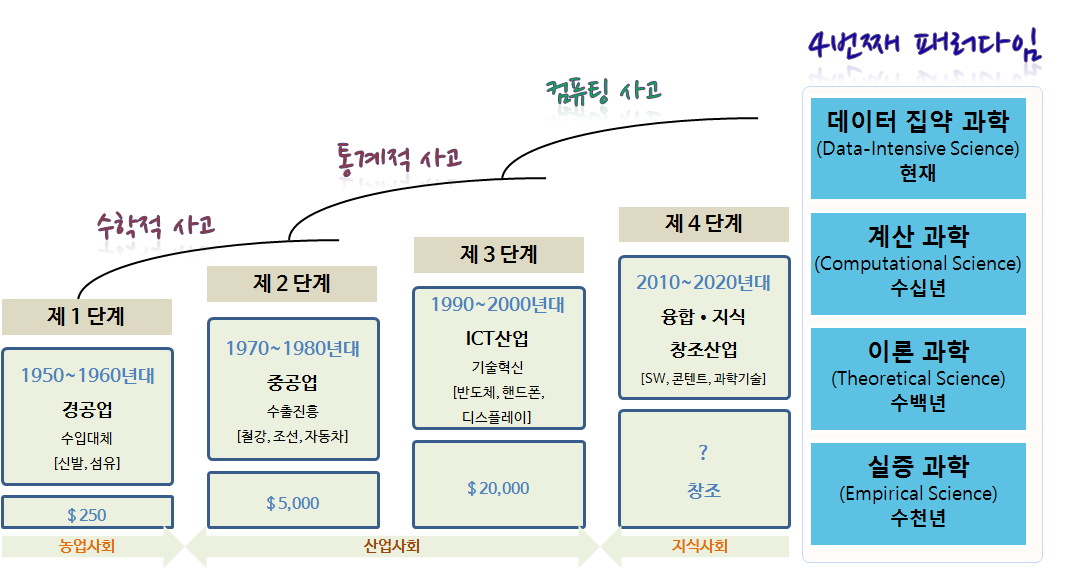 4번째 패러다임
컴퓨팅 사고
통계적 사고
수학적 사고
제 1 단계
1950~1960년대
경공업
수입대체
[신발, 섬유]
$ 250
제 2 단계
1970~1980년대
중공업
수출진흥
[철강, 조선, 자동차]
$ 5,000
제 3 단계
1990~2000년대
ICT산업
기술혁신
[반도체, 핸드폰,
디스플레이]
$ 20,000
제 4 단계
2010~2020년대
융합 • 지식
창조산업
[SW, 콘텐트, 과학기술]
?
창조
농업사회
산업사회
지식사회
데이터 집약 과학
(Data-Intensive Science)
현재
계산 과학
(Computational Science)
수십년
이론 과학
(Theoretical Science)
수백년
실증 과학
(Empirical Science)
수천년